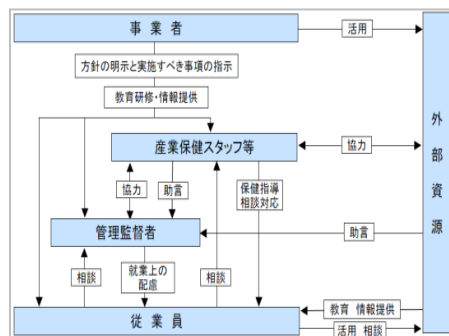 事業者
活用
方針の明示と実施すべき事項の指示
教育研修・情報提供
外部資源
産業保健スタッフ等
協力
協力
助言
保健指導
相談対応
管理監督者
助言
相談
就業上の
配慮
相談
教育 情報提供
従業員
活用 相談